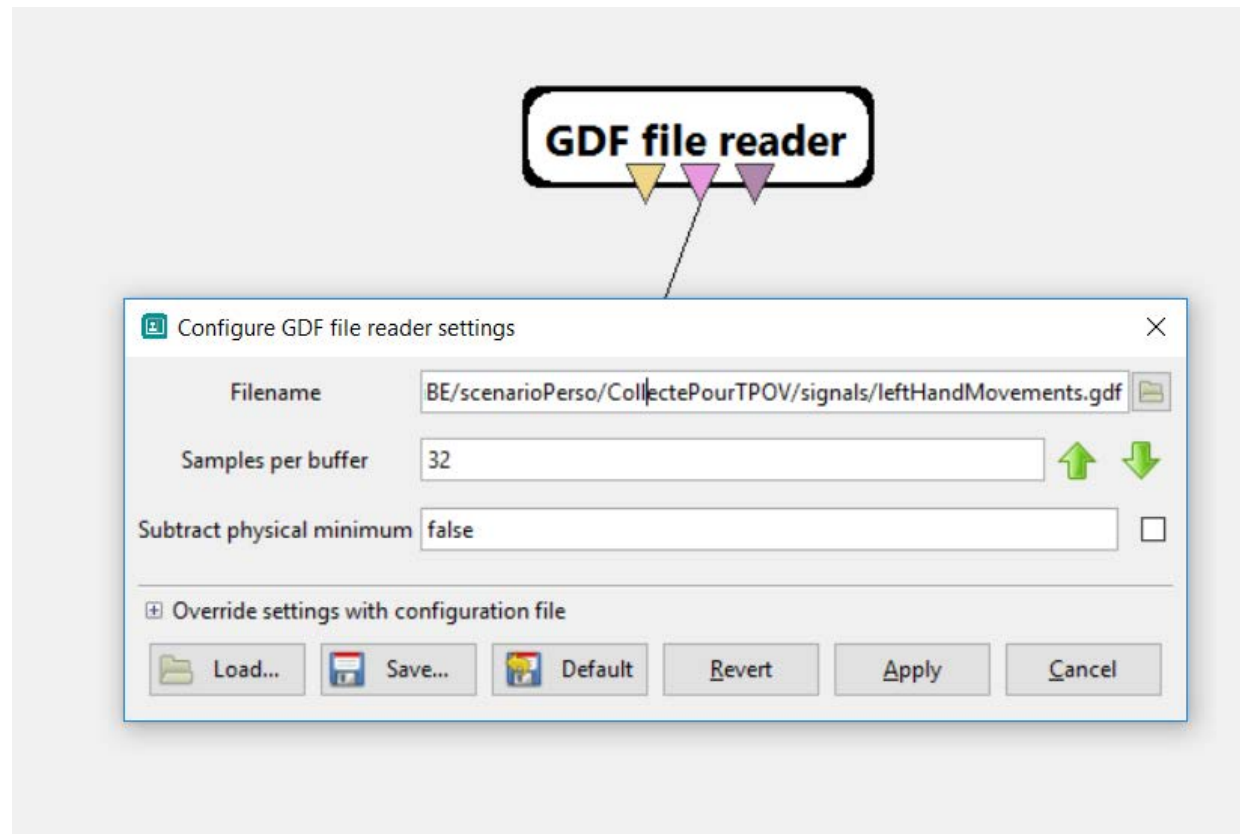 GDF file reader
Configure GDF file reader settings
Filename BE/scenarioPerso/CollectePourTPOV/signals/leftHandMovements.gdf
Samples per buffer 32
Subtract physical minimum false
Override settings with configuration file
Load... Save... Default Revert Apply Cancel